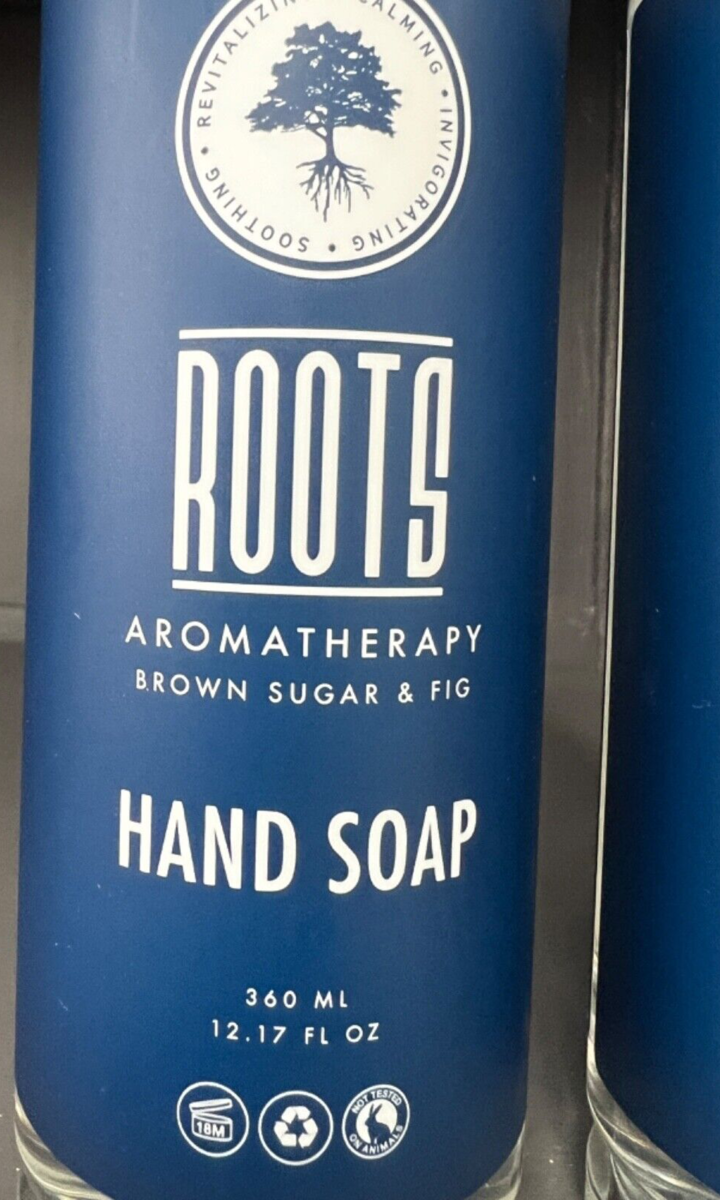 REVITALIZING • CALMING • INVIGORATING • SOOTHING •
ROOTS
AROMATHERAPY
BROWN SUGAR & FIG
HAND SOAP
360 ML
12.17 FL OZ
18M
NOT TESTED
ON ANIMALS